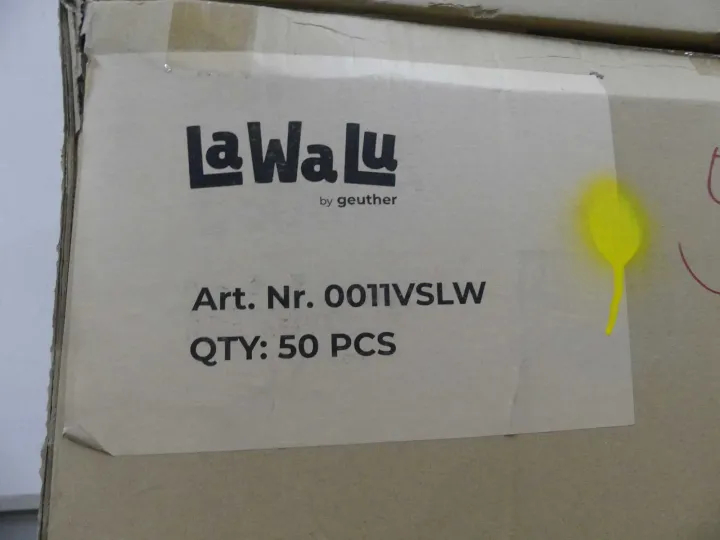 LaWaLu
by geuther
Art. Nr. 0011VSLW
QTY: 50 PCS